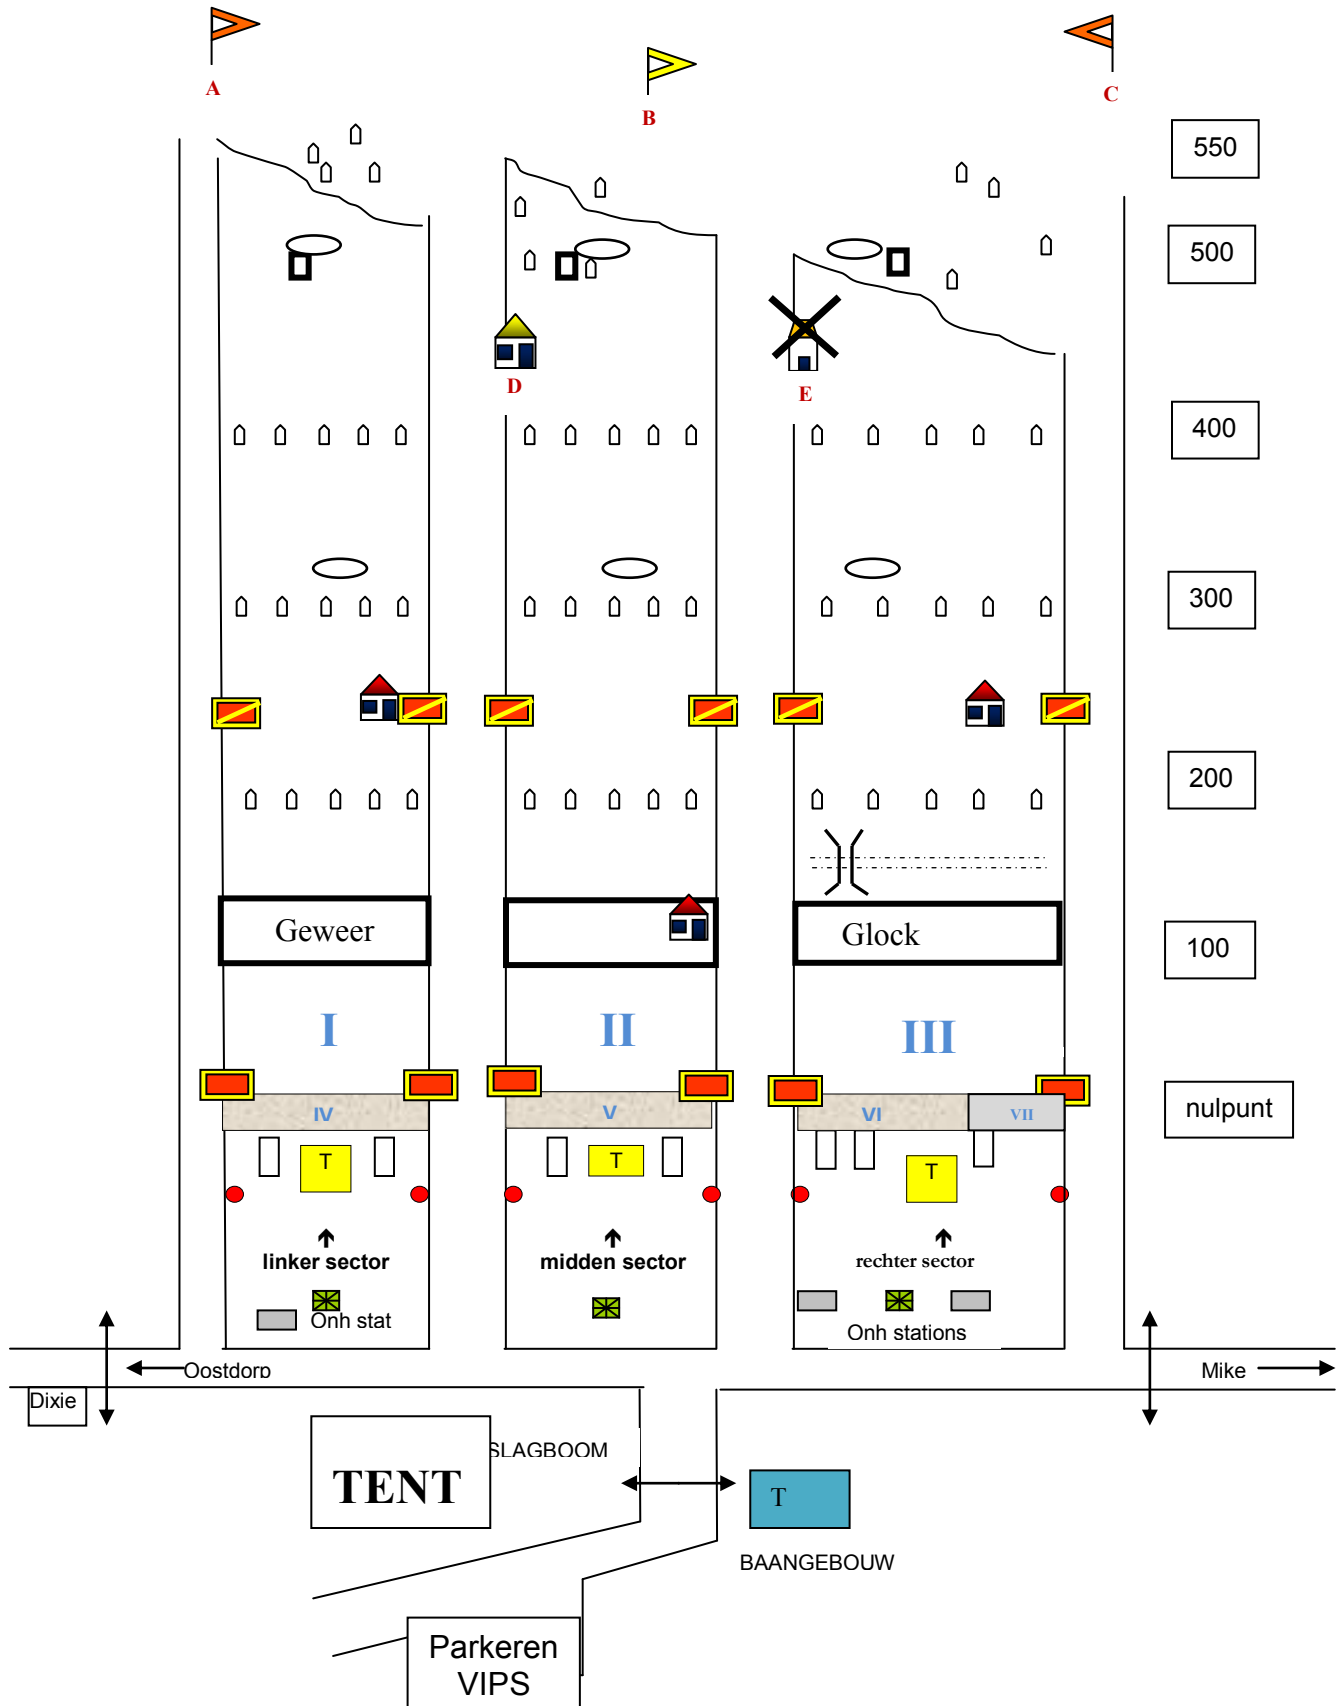 A
B
C
550
500
D
E
400
300
200
Geweer
Glock
100
I
II
III
IV
V
VI
VII
nulpunt
T
T
T
linker sector
midden sector
rechter sector
Onh stat
Onh stations
Oostdorp
Mike
Dixie
SLAGBOOM
TENT
T
BAANGEBOUW
Parkeren
VIPS